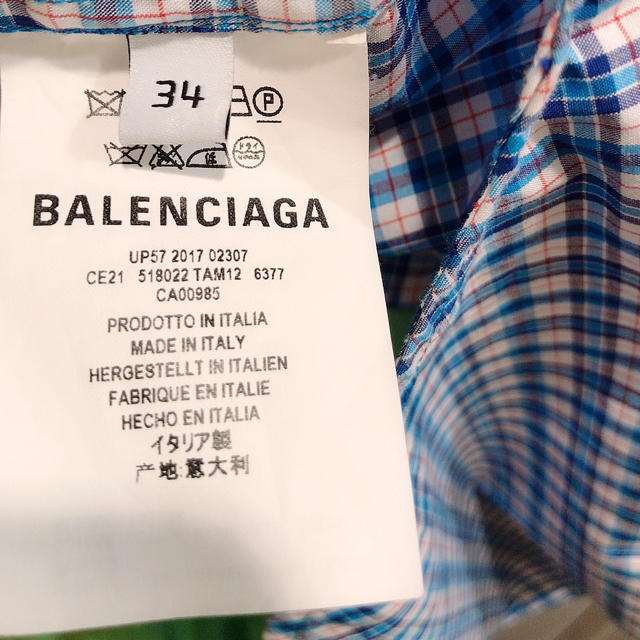 34
P
ドライ
BALENCIAGA
UP57 2017 02307
CE21 518022 TAM12 6377
CA00985
PRODOTTO IN ITALIA
MADE IN ITALY
HERGESTELLT IN ITALIEN
FABRIQUE EN ITALIE
HECHO EN ITALIA
イタリア製
产地:意大利